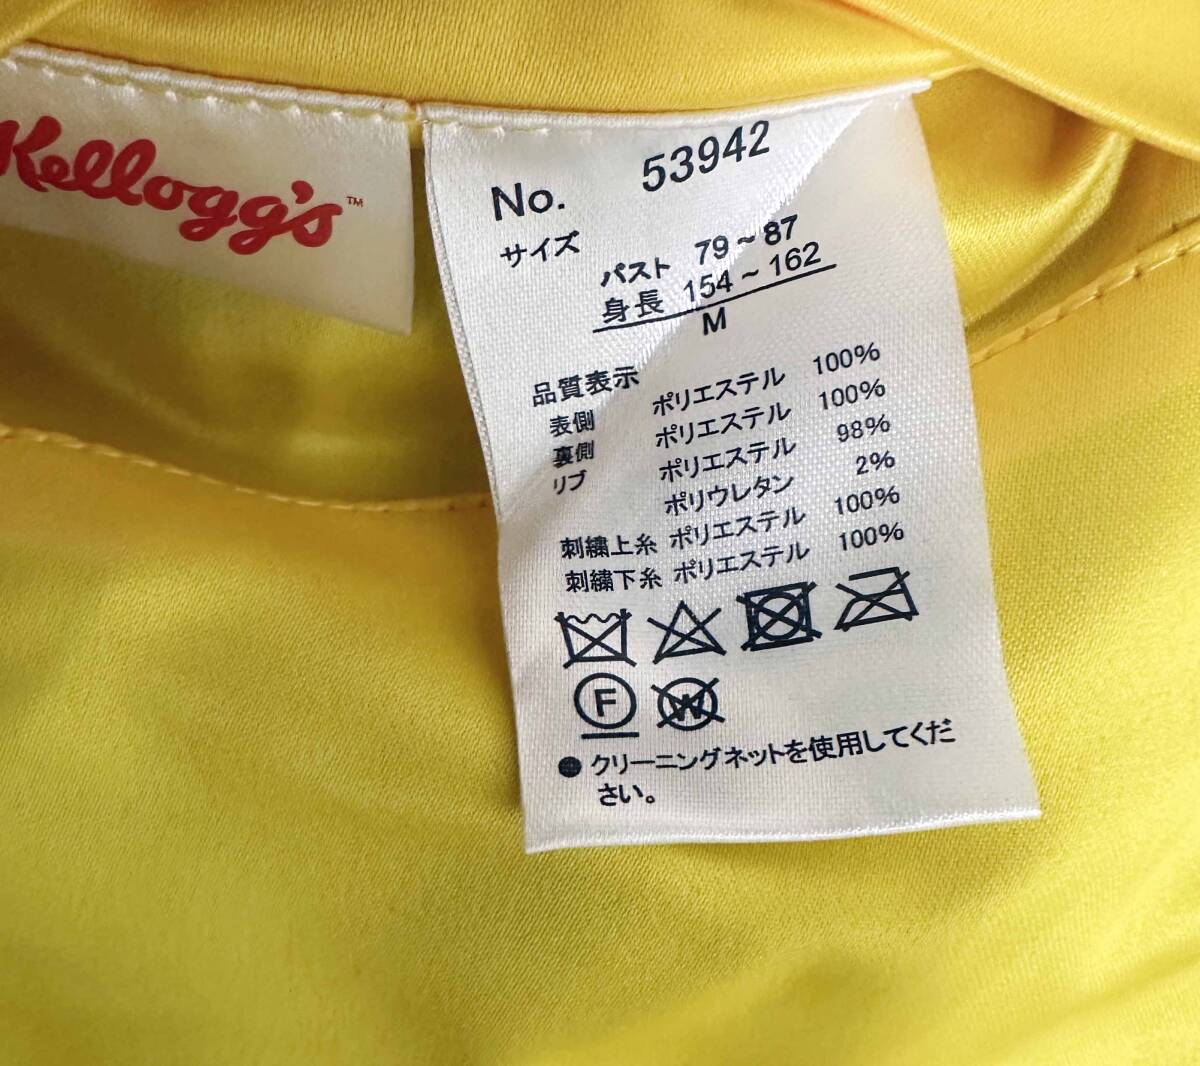 Kellogg's™
No. 53942
サイズ
バスト 79～87
身長 154～162
M
品質表示
表側 ポリエステル 100%
裏側 ポリエステル 100%
リブ ポリエステル 98%
ポリウレタン 2%
刺繍上糸 ポリエステル 100%
刺繍下糸 ポリエステル 100%
F W
●クリーニングネットを使用してくだ
さい。